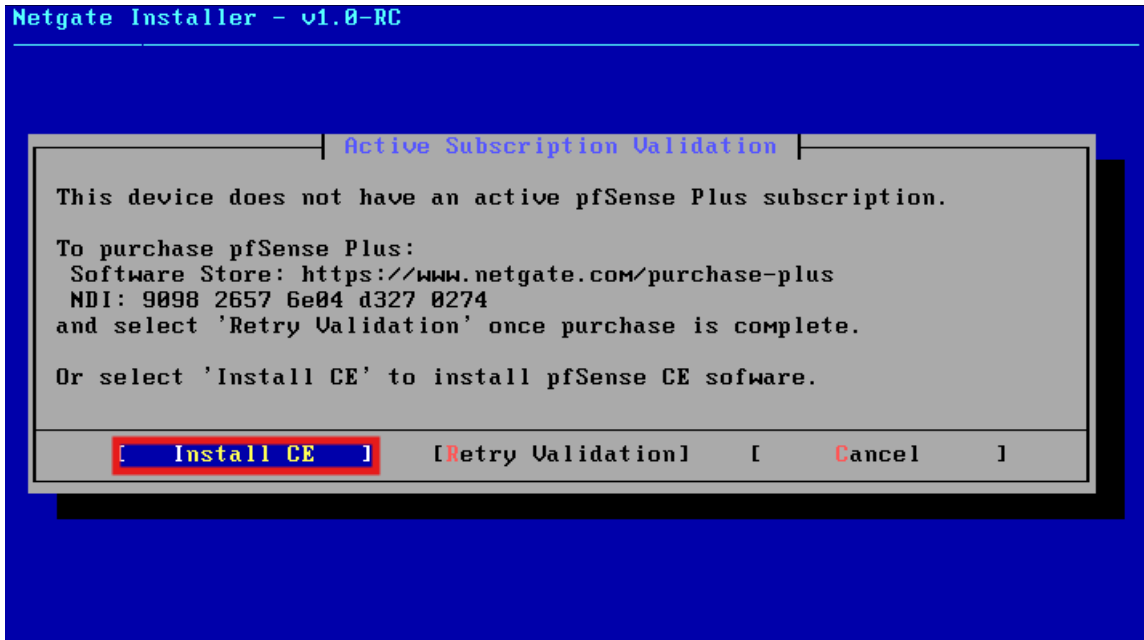 Netgate Installer - v1.0-RC
Active Subscription Validation
This device does not have an active pfSense Plus subscription.
To purchase pfSense Plus:
Software Store: https://www.netgate.com/purchase-plus
NDI: 9098 2657 6e04 d327 0274
and select 'Retry Validation' once purchase is complete.
Or select 'Install CE' to install pfSense CE sofware.
[ Install CE ] [Retry Validation] [ Cancel ]